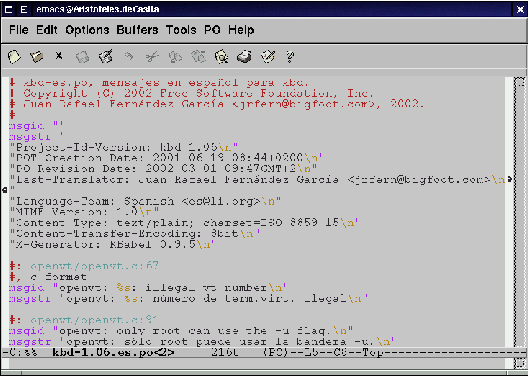 emacs@aristoteles.deCasita
File Edit Options Buffers Tools PO Help
# kbd-es.po, mensajes en español para kbd.
# Copyright (C) 2002 Free Software Foundation, Inc.
# Juan Rafael Fernández García <jrfern@bigfoot.com>, 2002.
#
msgid ""
msgstr ""
"Project-Id-Version: kbd 1.06\n"
"POT-Creation-Date: 2001-06-19 08:44+0200\n"
"PO-Revision-Date: 2002-03-01 09:47GMT+2\n"
"Last-Translator: Juan Rafael Fernández García <jrfern@bigfoot.com>\n
"
"Language-Team: Spanish <es@li.org>\n"
"MIME-Version: 1.0\n"
"Content-Type: text/plain; charset=ISO-8859-15\n"
"Content-Transfer-Encoding: 8bit\n"
"X-Generator: KBabel 0.9.5\n"
#: openvt/openvt.c:67
#, c-format
msgid "openvt: %s: illegal vt number\n"
msgstr "openvt: %s: número de term.virt. ilegal\n"
#: openvt/openvt.c:91
msgid "openvt: only root can use the -u flag.\n"
msgstr "openvt: sólo root puede usar la bandera -u.\n"
-C:%% kbd-1.06.es.po<2> 216t (PO)--L5--C0--Top